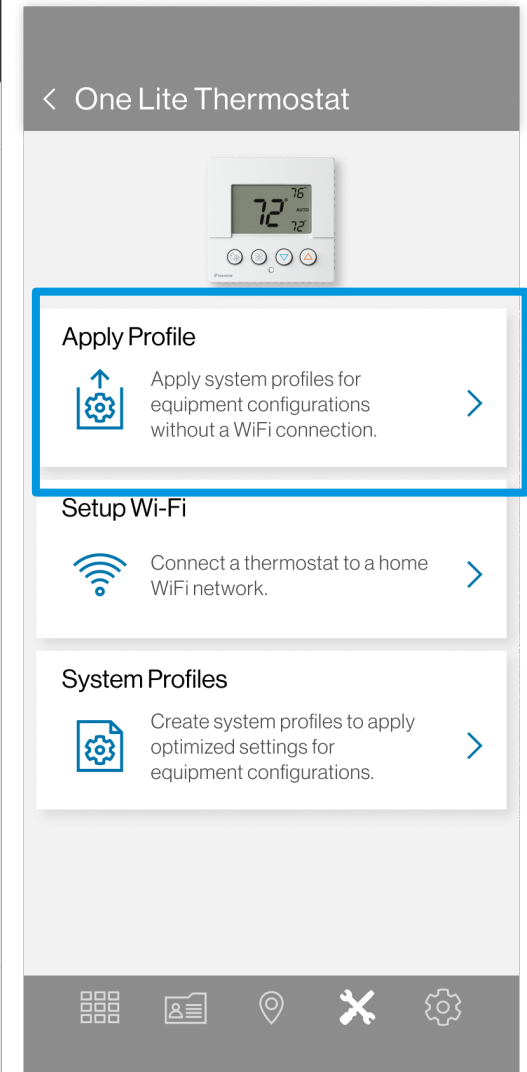 One Lite Thermostat
76°
72°
AUTO
72°
Apply Profile
Apply system profiles for
equipment configurations
without a WiFi connection.
Setup Wi-Fi
Connect a thermostat to a home
WiFi network.
System Profiles
Create system profiles to apply
optimized settings for
equipment configurations.